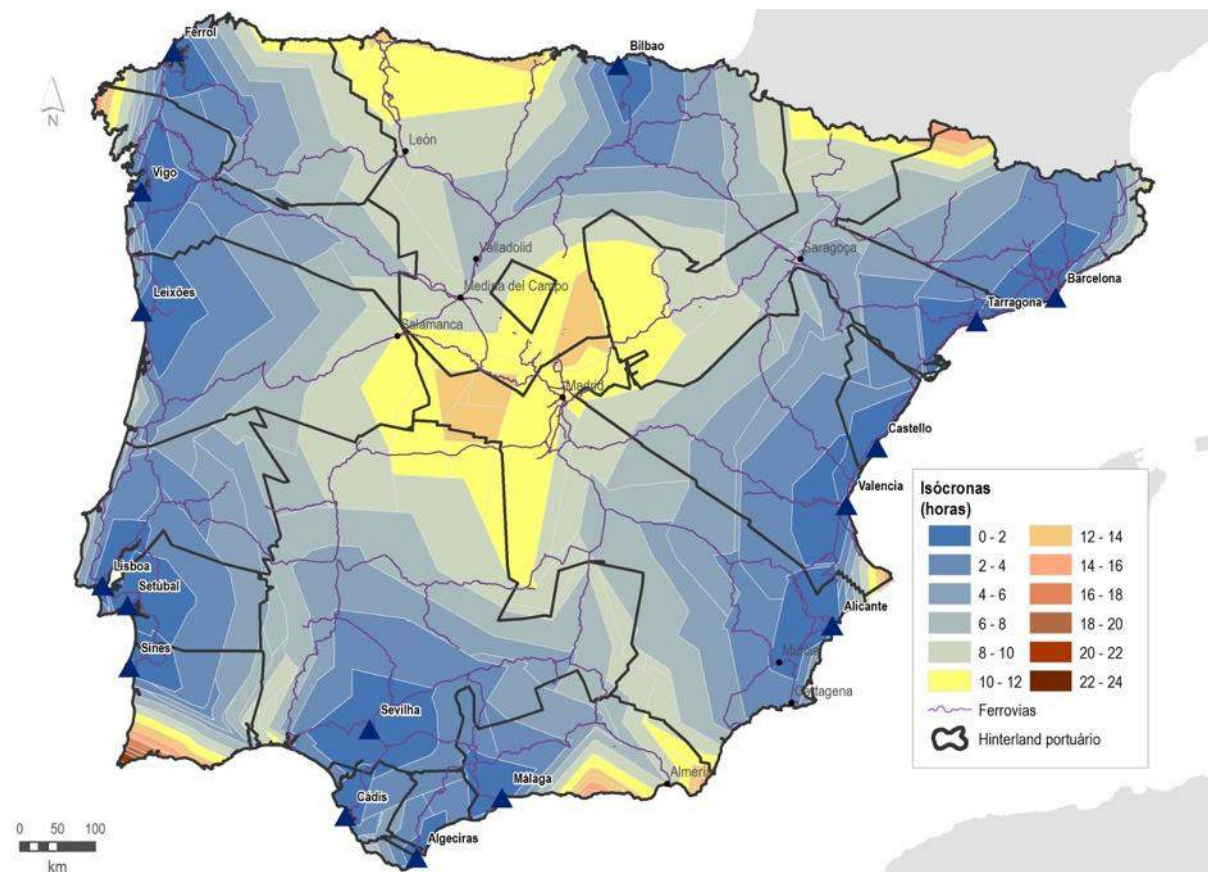 Ferrol
Bilbao
N
León
Vigo
Valladolid
Saragoça
Medina del Campo
Leixões
Barcelona
Tarragona
Salamanca
Madrid
Castello
Valencia
Isócronas
(horas)
0 - 2
12 - 14
2 - 4
14 - 16
4 - 6
16 - 18
6 - 8
18 - 20
8 - 10
20 - 22
10 - 12
22 - 24
Ferrovias
Hinterland portuário
Lisboa
Setúbal
Alicante
Sines
Murcia
Cartagena
Sevilha
Almería
Málaga
Cádis
Algeciras
0 50 100
km